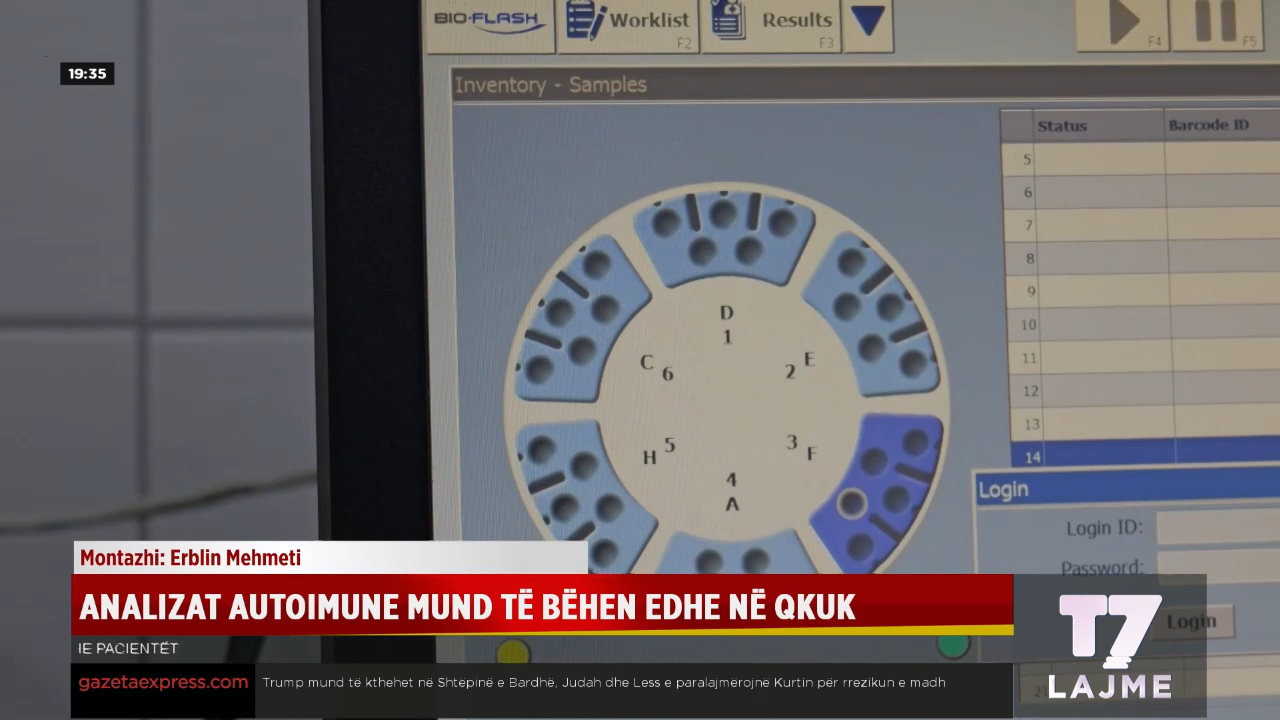 BIO-FLASH
Worklist
F2
Results
F3
F4
F5
19:35
Inventory - Samples
Status
Barcode ID
5
6
7
8
9
10
11
12
13
14
D
1
C
6
2
E
5
H
3
F
4
A
Login
Login ID:
Password:
Login
Montazhi: Erblin Mehmeti
ANALIZAT AUTOIMUNE MUND TË BËHEN EDHE NË QKUK
IE PACIENTËT
gazetaexpress.com
Trump mund të kthehet në Shtëpinë e Bardhë, Judah dhe Less e paralajmërojnë Kurtin për rrezikun e madh
T7
LAJME